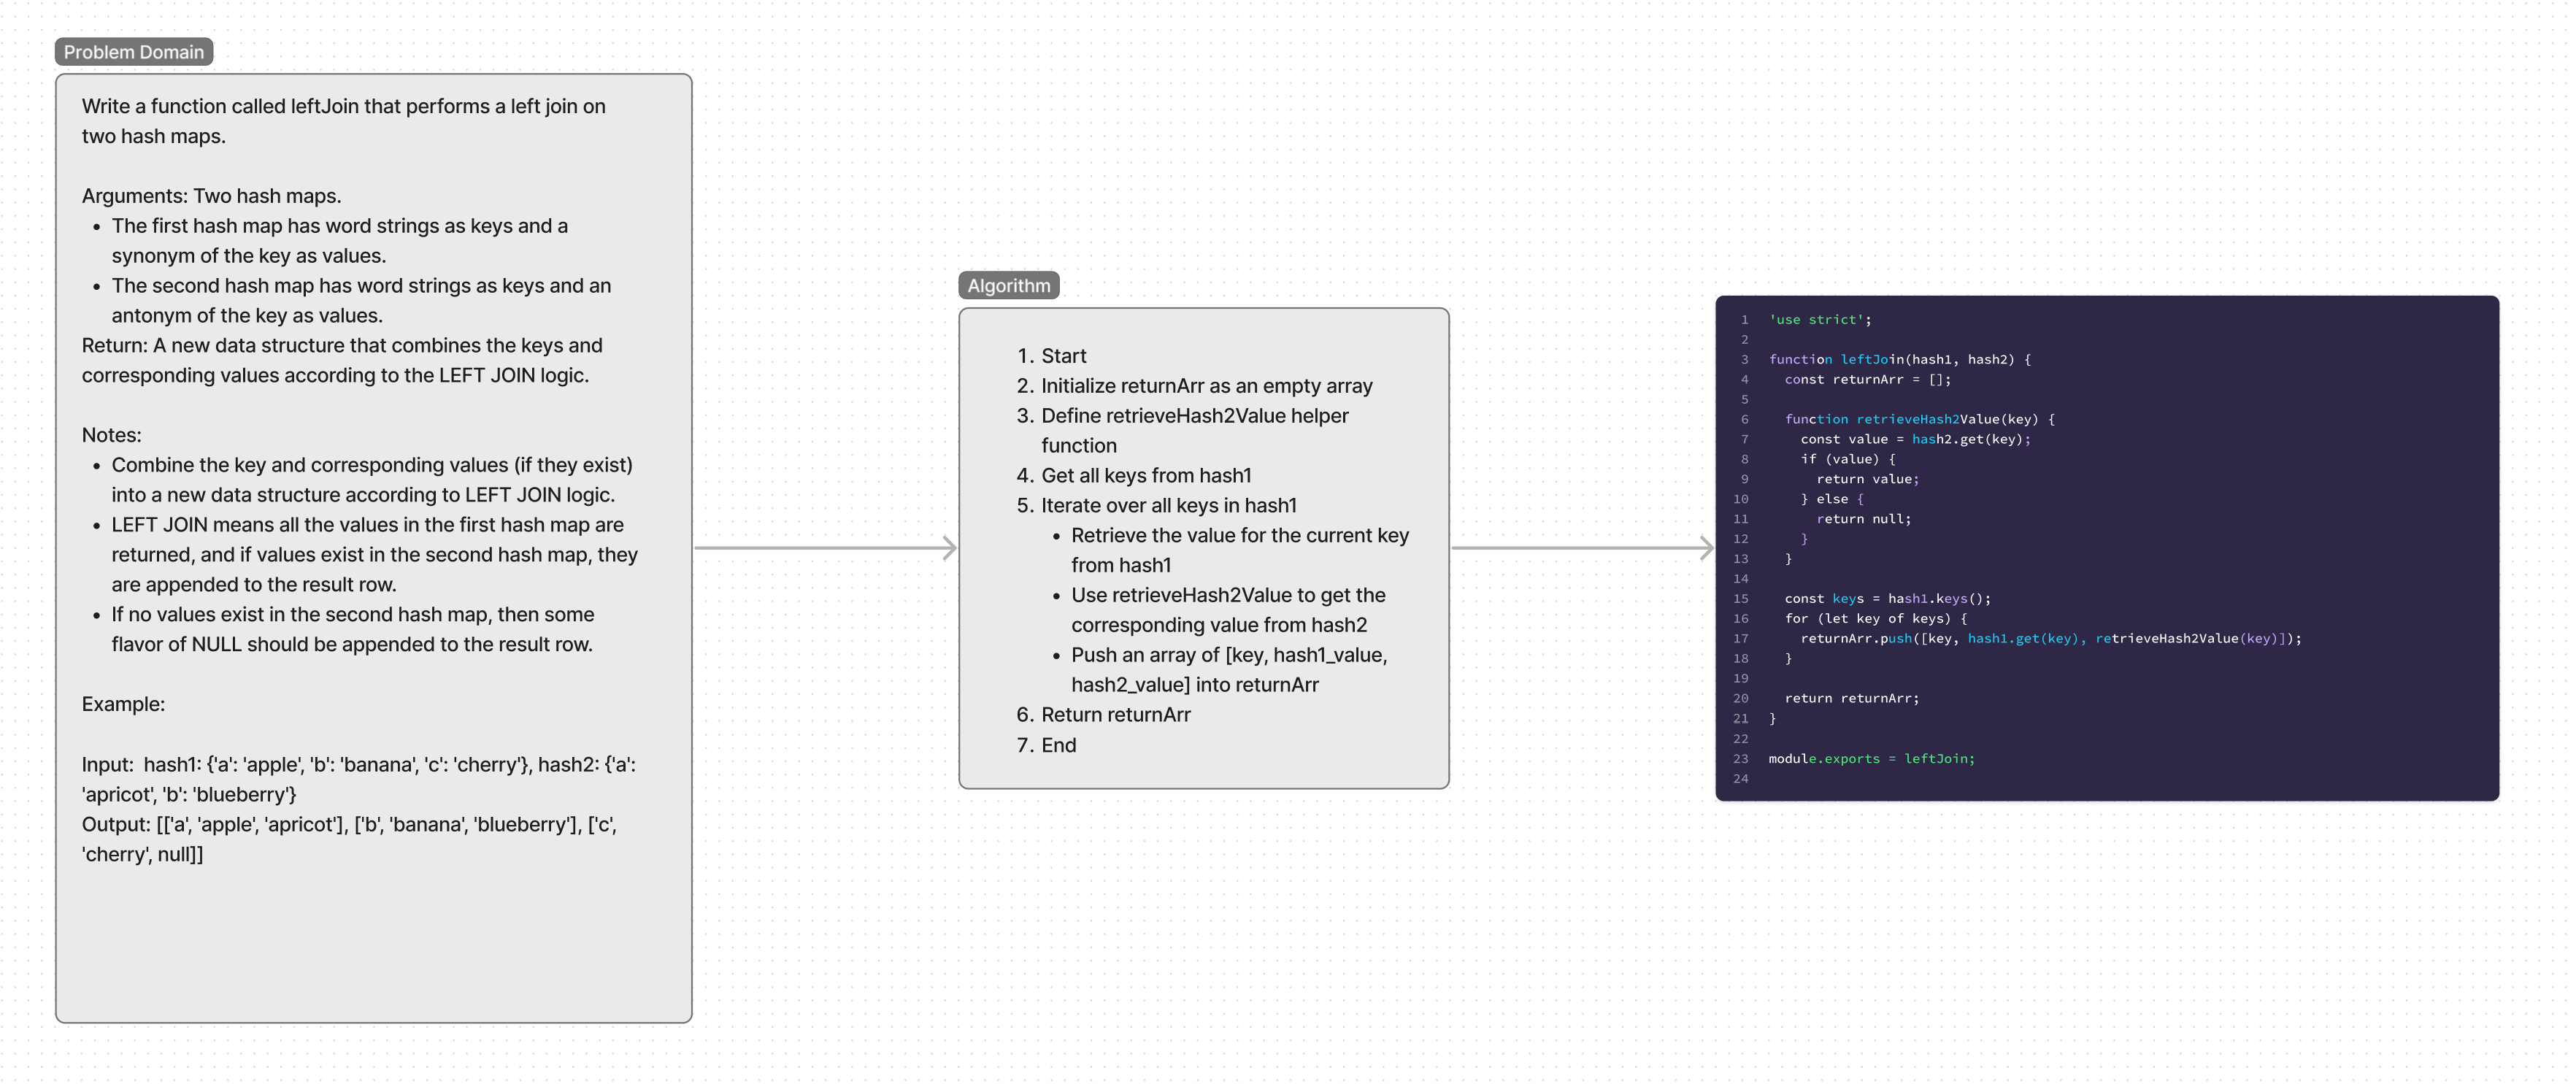 Problem Domain
Write a function called leftJoin that performs a left join on
two hash maps.
Arguments: Two hash maps.
• The first hash map has word strings as keys and a
synonym of the key as values.
• The second hash map has word strings as keys and an
antonym of the key as values.
Return: A new data structure that combines the keys and
corresponding values according to the LEFT JOIN logic.
Notes:
• Combine the key and corresponding values (if they exist)
into a new data structure according to LEFT JOIN logic.
• LEFT JOIN means all the values in the first hash map are
returned, and if values exist in the second hash map, they
are appended to the result row.
• If no values exist in the second hash map, then some
flavor of NULL should be appended to the result row.
Example:
Input:  hash1: {'a': 'apple', 'b': 'banana', 'c': 'cherry'}, hash2: {'a':
'apricot', 'b': 'blueberry'}
Output: [['a', 'apple', 'apricot'], ['b', 'banana', 'blueberry'], ['c',
'cherry', null]]
Algorithm
1. Start
2. Initialize returnArr as an empty array
3. Define retrieveHash2Value helper
function
4. Get all keys from hash1
5. Iterate over all keys in hash1
• Retrieve the value for the current key
from hash1
• Use retrieveHash2Value to get the
corresponding value from hash2
• Push an array of [key, hash1_value,
hash2_value] into returnArr
6. Return returnArr
7. End
1 'use strict';
2
3 function leftJoin(hash1, hash2) {
4   const returnArr = [];
5
6   function retrieveHash2Value(key) {
7     const value = hash2.get(key);
8     if (value) {
9       return value;
10     } else {
11       return null;
12     }
13   }
14
15   const keys = hash1.keys();
16   for (let key of keys) {
17     returnArr.push([key, hash1.get(key), retrieveHash2Value(key)]);
18   }
19
20   return returnArr;
21 }
22
23 module.exports = leftJoin;
24